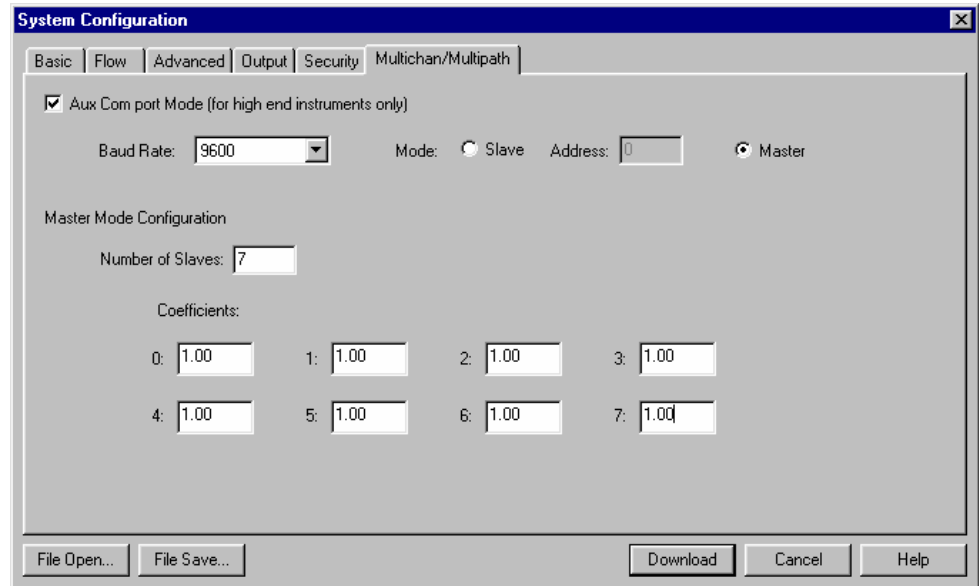 System Configuration
Basic Flow Advanced Output Security Multichan/Multipath
Aux Com port Mode (for high end instruments only)
Baud Rate: 9600 Mode: Slave Address: 0 Master
Master Mode Configuration
Number of Slaves: 7
Coefficients:
0: 1.00 1: 1.00 2: 1.00 3: 1.00
4: 1.00 5: 1.00 6: 1.00 7: 1.00
File Open... File Save... Download Cancel Help